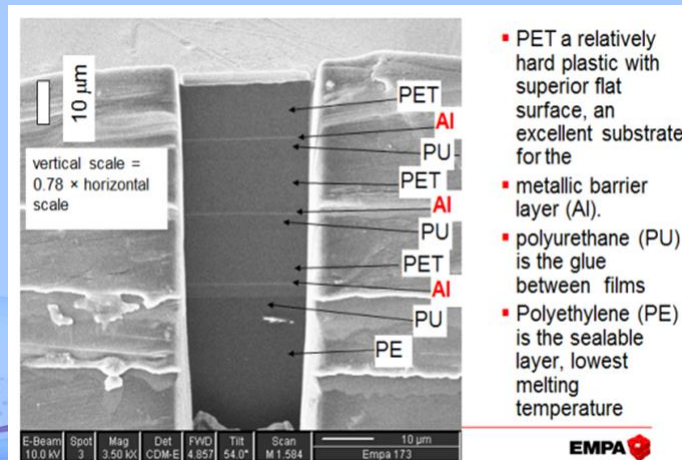 10 µm
vertical scale =
0.78 × horizontal
scale
PET
Al
PU
PET
Al
PU
PET
Al
PU
PE
E-Beam Spot Mag Det FWD Tilt Scan
10.0 kV 3 3.50 kX CDM-E 4.857 54.0° M 1.584
10 µm
Empa 173
PET a relatively
hard plastic with
superior flat
surface, an
excellent substrate
for the
metallic barrier
layer (Al).
polyurethane (PU)
is the glue
between films
Polyethylene (PE)
is the sealable
layer, lowest
melting
temperature
EMPA